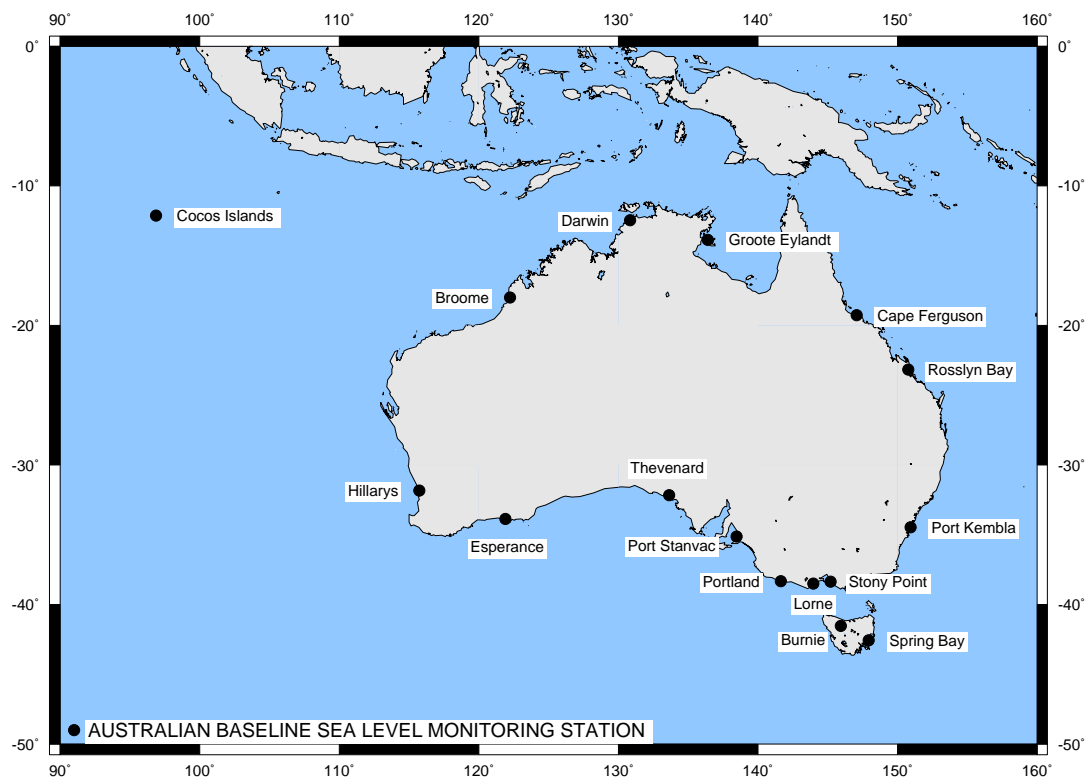 90˚ 100˚ 110˚ 120˚ 130˚ 140˚ 150˚ 160˚
0˚ 0˚
-10˚ -10˚
Cocos Islands
Darwin
Groote Eylandt
Broome
Cape Ferguson
-20˚ -20˚
Rosslyn Bay
-30˚ -30˚
Thevenard
Hillarys
Port Kembla
Esperance
Port Stanvac
Portland
Stony Point
Lorne
-40˚ -40˚
Burnie
Spring Bay
AUSTRALIAN BASELINE SEA LEVEL MONITORING STATION
-50˚ -50˚
90˚ 100˚ 110˚ 120˚ 130˚ 140˚ 150˚ 160˚